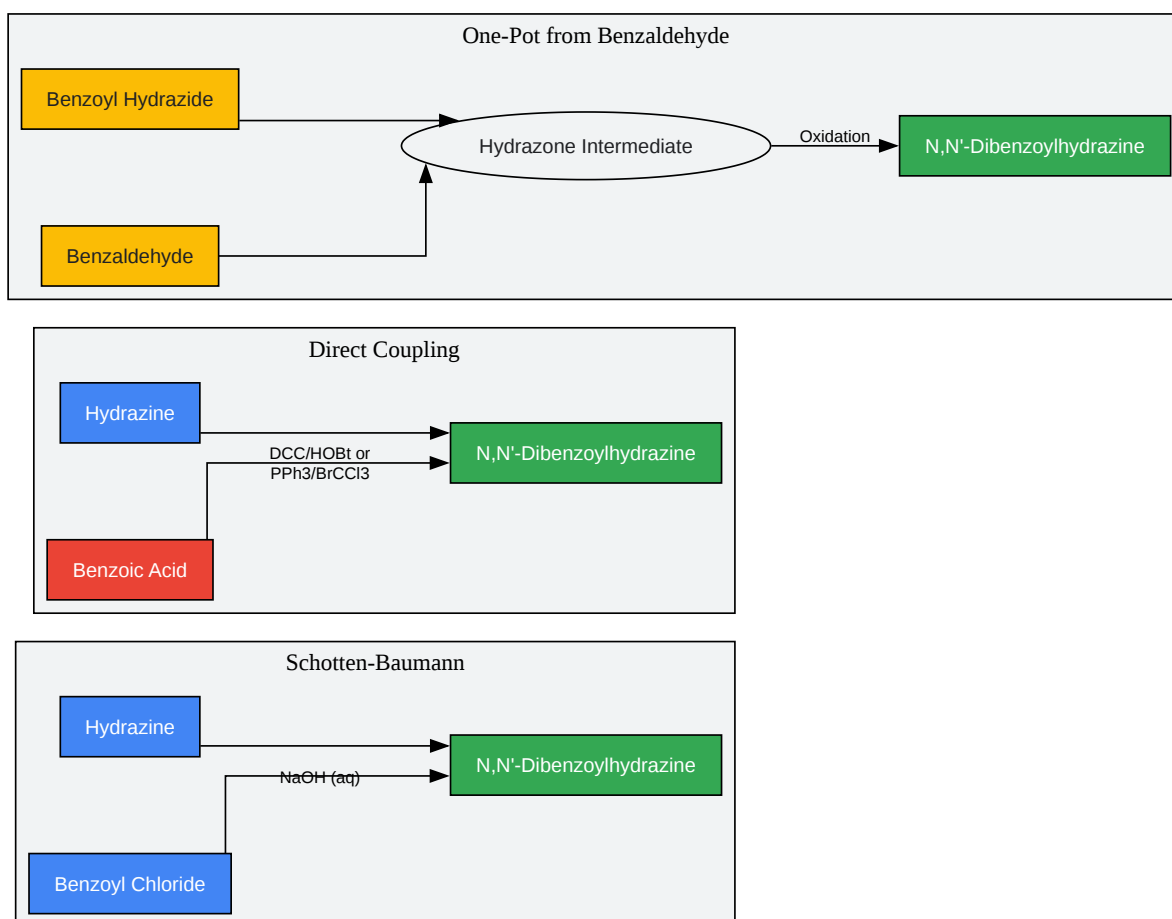 One-Pot from Benzaldehyde
Benzoyl Hydrazide
Hydrazone Intermediate
Oxidation
N,N'-Dibenzoylhydrazine
Benzaldehyde
Direct Coupling
Hydrazine
DCC/HOBt or
PPh3/BrCCl3
N,N'-Dibenzoylhydrazine
Benzoic Acid
Schotten-Baumann
Hydrazine
NaOH (aq)
N,N'-Dibenzoylhydrazine
Benzoyl Chloride